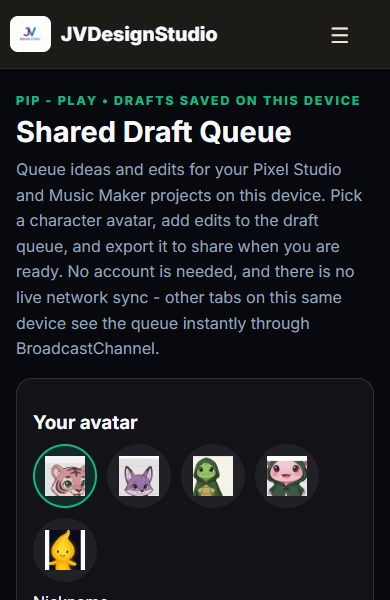 JV
JVDesignStudio
PIP - PLAY • DRAFTS SAVED ON THIS DEVICE
Shared Draft Queue
Queue ideas and edits for your Pixel Studio
and Music Maker projects on this device. Pick
a character avatar, add edits to the draft
queue, and export it to share when you are
ready. No account is needed, and there is no
live network sync - other tabs on this same
device see the queue instantly through
BroadcastChannel.
Your avatar
Nickname